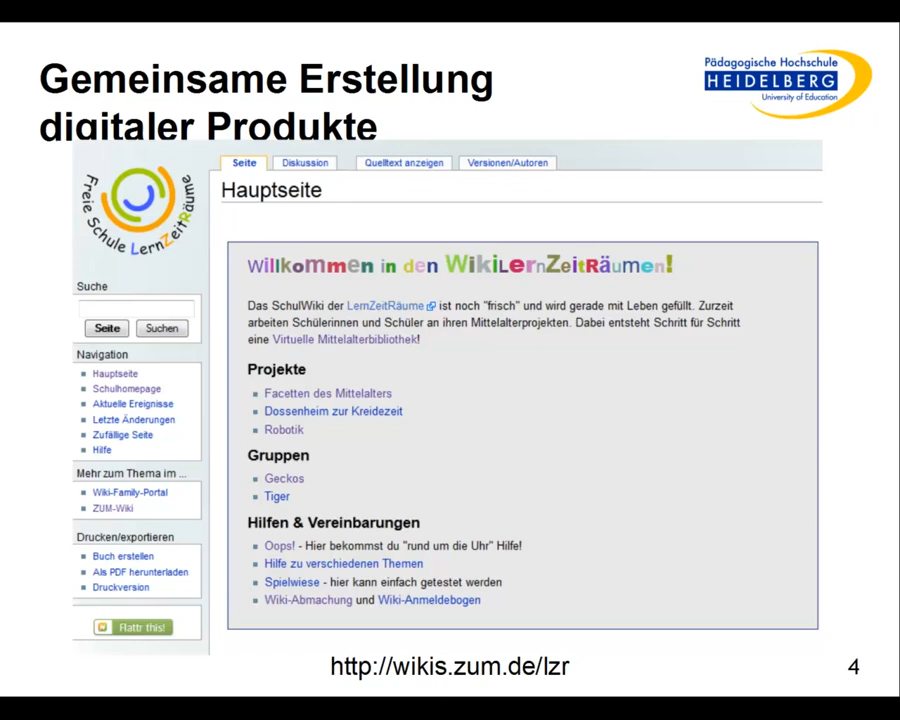 Gemeinsame Erstellung
digitaler Produkte
Pädagogische Hochschule
HEIDELBERG
University of Education
Freie Schule LernZeitRäume
Seite
Diskussion
Quelltext anzeigen
Versionen/Autoren
Hauptseite
Willkommen in den WikiLernZeitRäumen!
Das SchulWiki der LernZeitRäume ist noch "frisch" und wird gerade mit Leben gefüllt. Zurzeit
arbeiten Schülerinnen und Schüler an ihren Mittelalterprojekten. Dabei entsteht Schritt für Schritt
eine Virtuelle Mittelalterbibliothek!
Projekte
Facetten des Mittelalters
Dossenheim zur Kreidezeit
Robotik
Gruppen
Geckos
Tiger
Hilfen & Vereinbarungen
Oops! - Hier bekommst du "rund um die Uhr" Hilfe!
Hilfe zu verschiedenen Themen
Spielwiese - hier kann einfach getestet werden
Wiki-Abmachung und Wiki-Anmeldebogen
Suche
Seite
Suchen
Navigation
Hauptseite
Schulhomepage
Aktuelle Ereignisse
Letzte Änderungen
Zufällige Seite
Hilfe
Mehr zum Thema im ...
Wiki-Family-Portal
ZUM-Wiki
Drucken/exportieren
Buch erstellen
Als PDF herunterladen
Druckversion
Flattr this!
http://wikis.zum.de/lzr
4